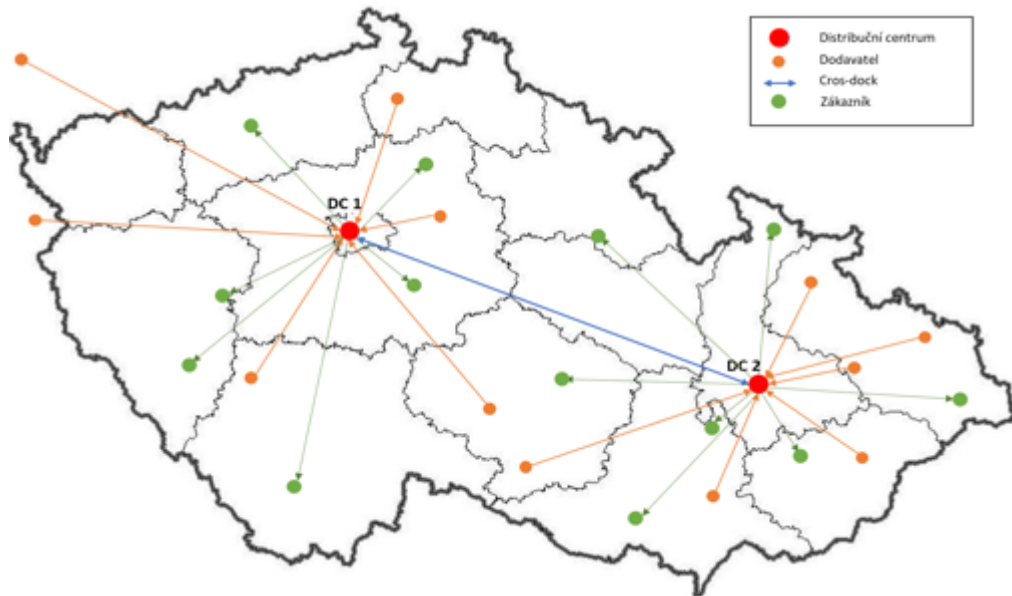 Distribuční centrum
Dodavatel
Cros-dock
Zákazník
DC 1
DC 2